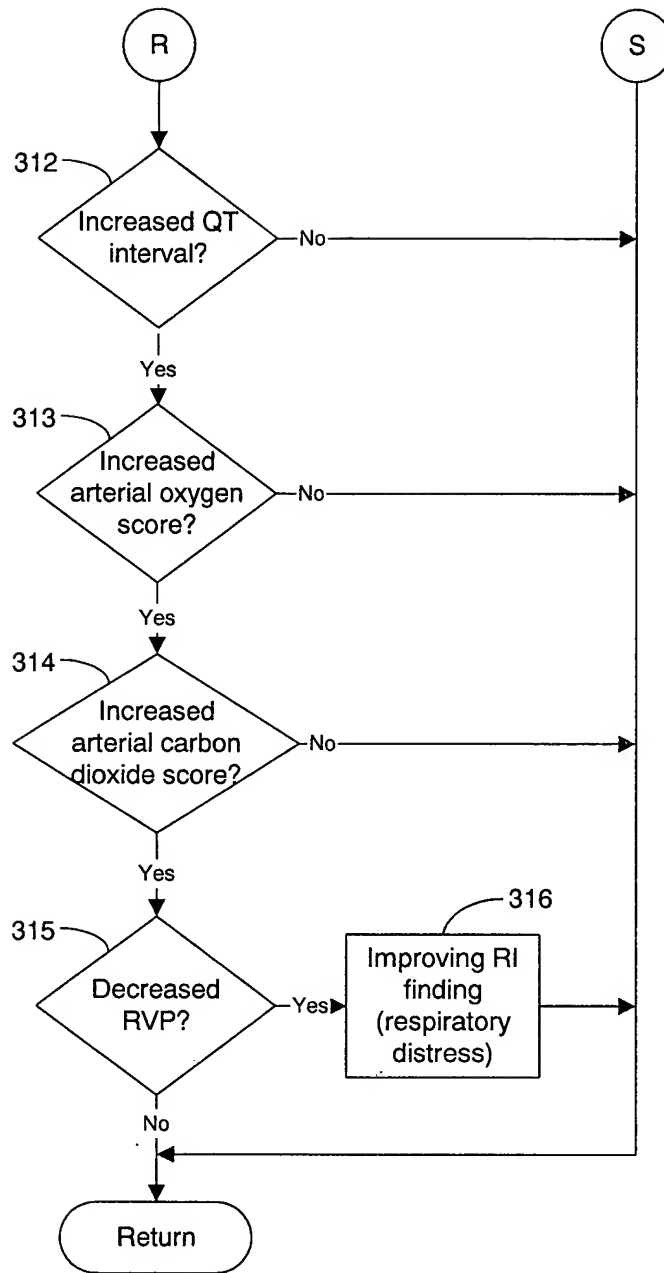 R
S
312
Increased QT
interval?
No
Yes
313
Increased
arterial oxygen
score?
No
Yes
314
Increased
arterial carbon
dioxide score?
No
Yes
315
Decreased
RVP?
Yes
316
Improving RI
finding
(respiratory
distress)
No
Return